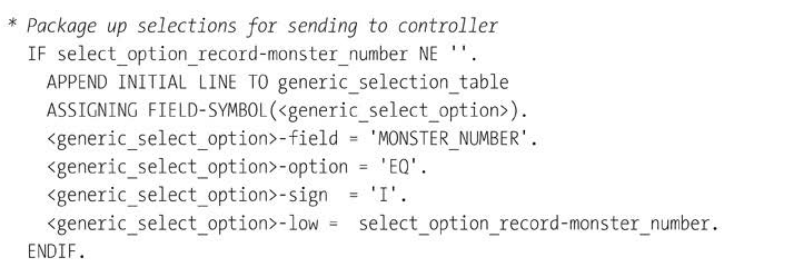 * Package up selections for sending to controller
IF select_option_record-monster_number NE ''.
APPEND INITIAL LINE TO generic_selection_table
ASSIGNING FIELD-SYMBOL(<generic_select_option>).
<generic_select_option>-field = 'MONSTER_NUMBER'.
<generic_select_option>-option = 'EQ'.
<generic_select_option>-sign  = 'I'.
<generic_select_option>-low =  select_option_record-monster_number.
ENDIF.